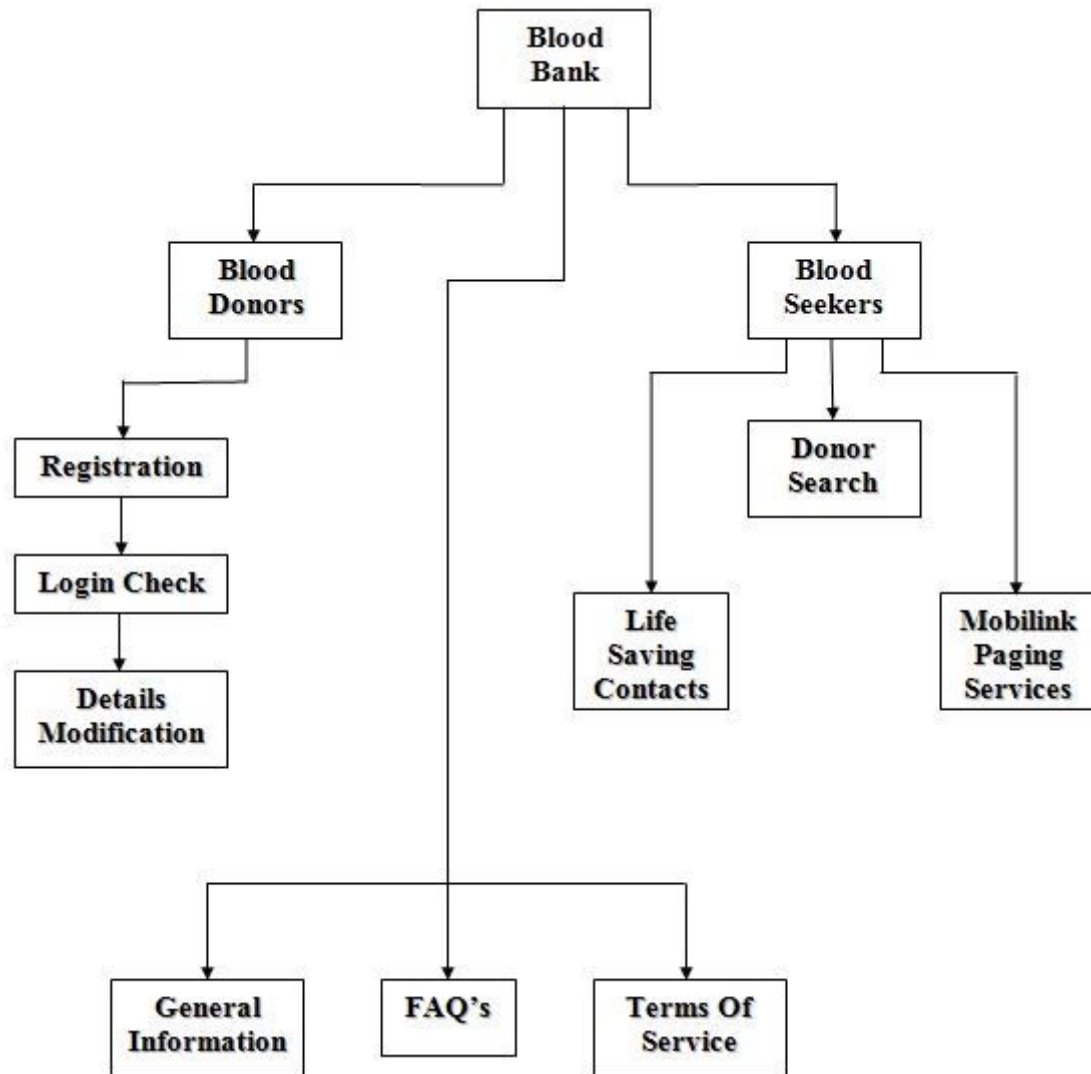 Blood
Bank
Blood
Donors
Blood
Seekers
Registration
Donor
Search
Login Check
Life
Saving
Contacts
Mobilink
Paging
Services
Details
Modification
General
Information
FAQ’s
Terms Of
Service